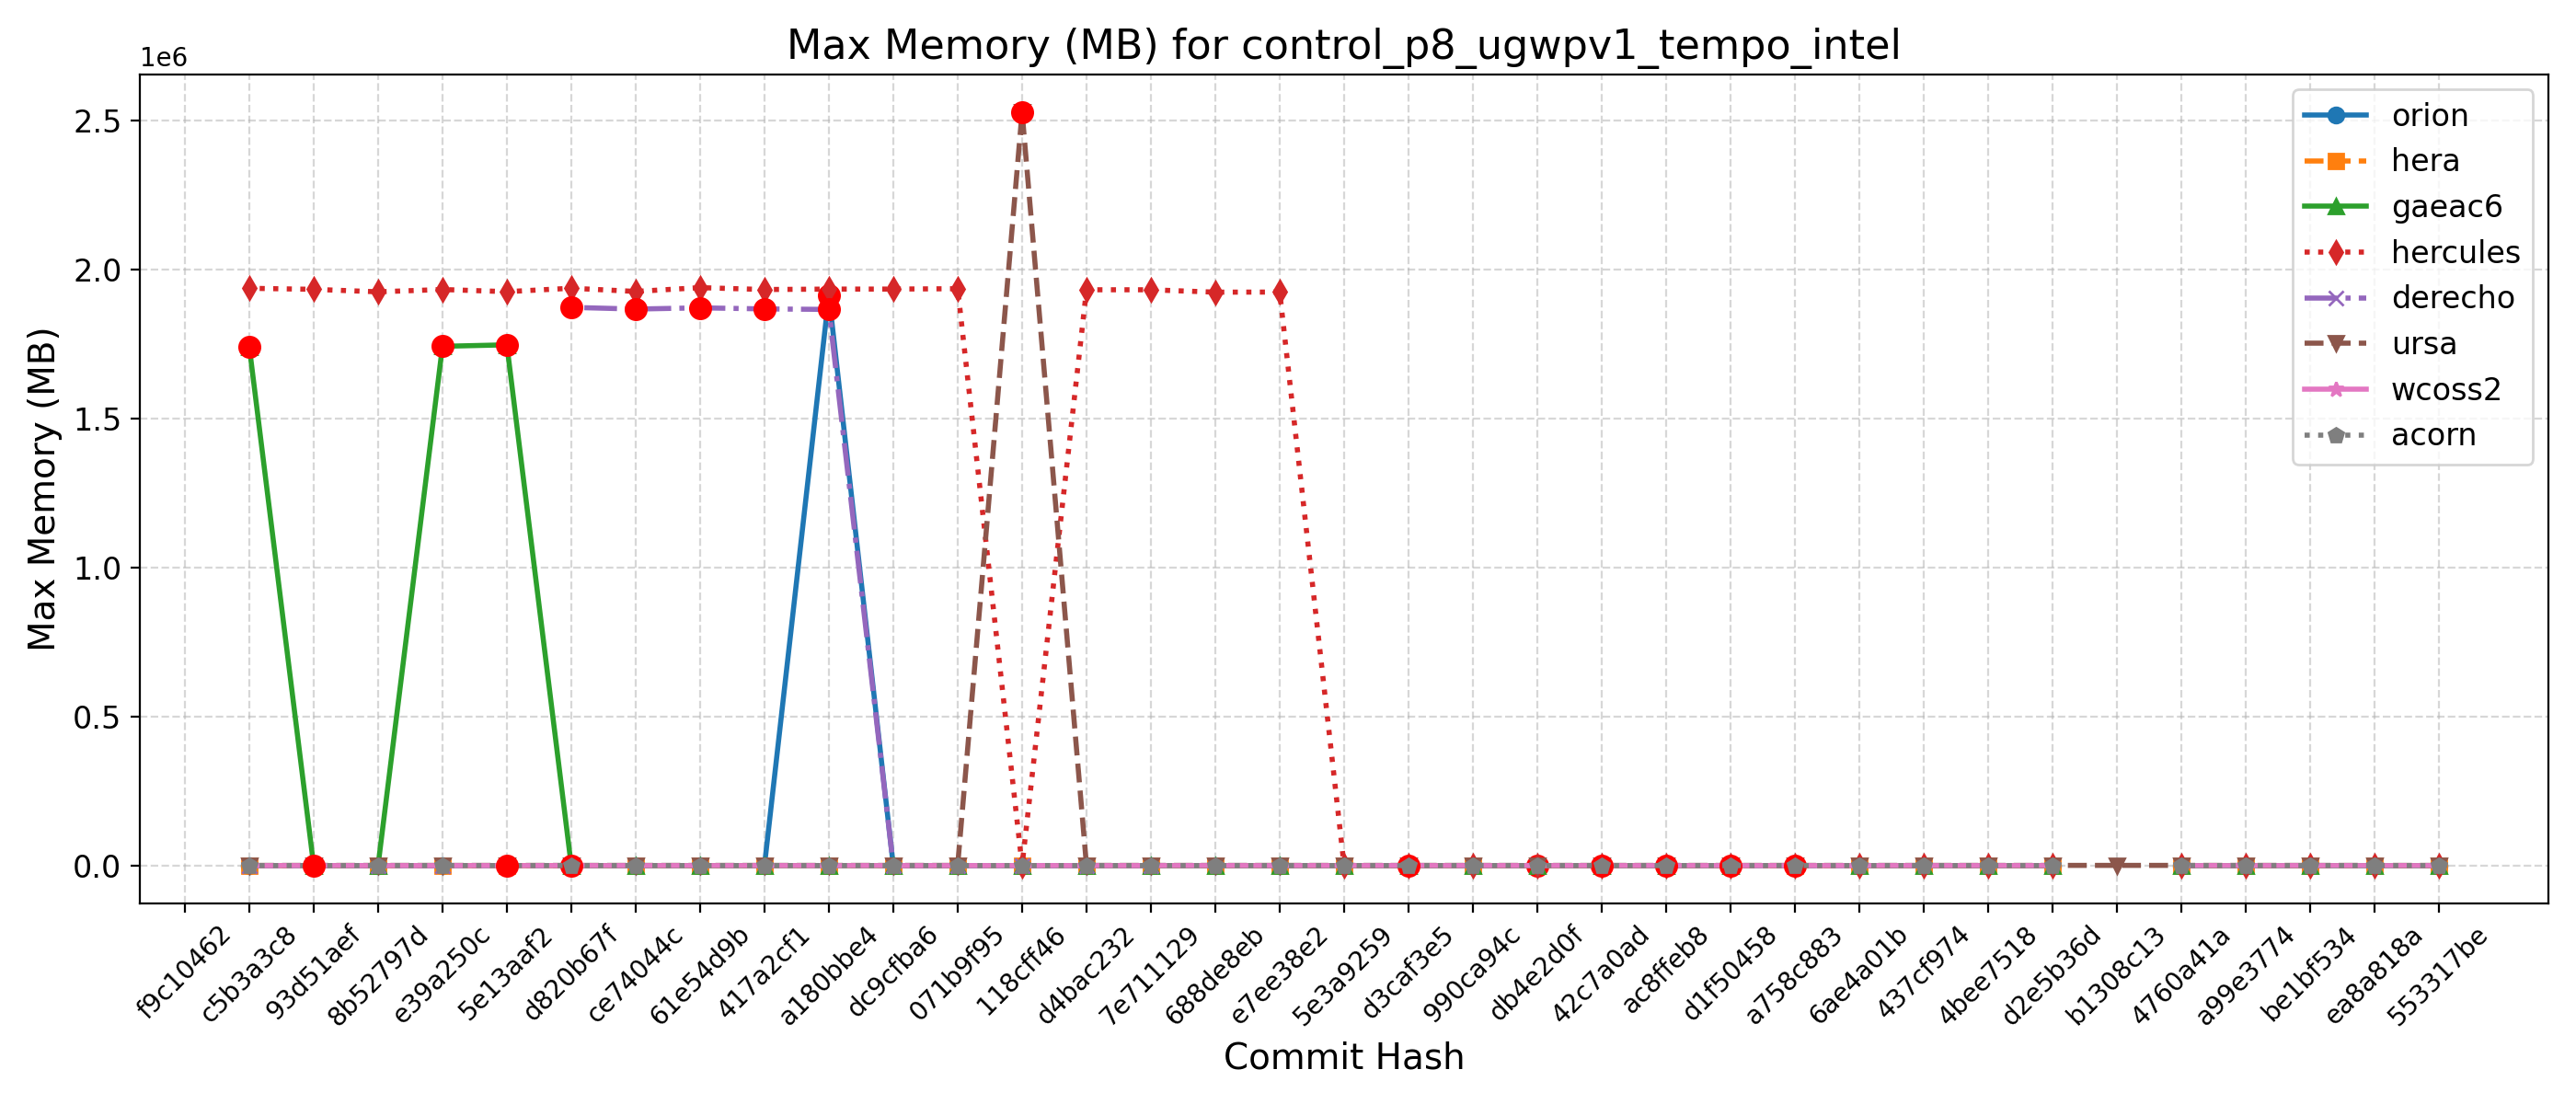 Max Memory (MB) for control_p8_ugwpv1_tempo_intel
1e6
2.5
2.0
1.5
1.0
0.5
0.0
Max Memory (MB)
orion
hera
gaeac6
hercules
derecho
ursa
wcoss2
acorn
f9c10462
c5b3a3c8
93d51aef
8b52797d
e39a250c
5e13aaf2
d820b67f
ce74044c
61e54d9b
417a2cf1
a180bbe4
dc9cfba6
071b9f95
118cff46
d4bac232
7e711129
688de8eb
e7ee38e2
5e3a9259
d3caf3e5
990ca94c
db4e2d0f
42c7a0ad
ac8ffeb8
d1f50458
a758c883
6ae4a01b
437cf974
4bee7518
d2e5b36d
b1308c13
4760a41a
a99e3774
be1bf534
ea8a818a
553317be
Commit Hash